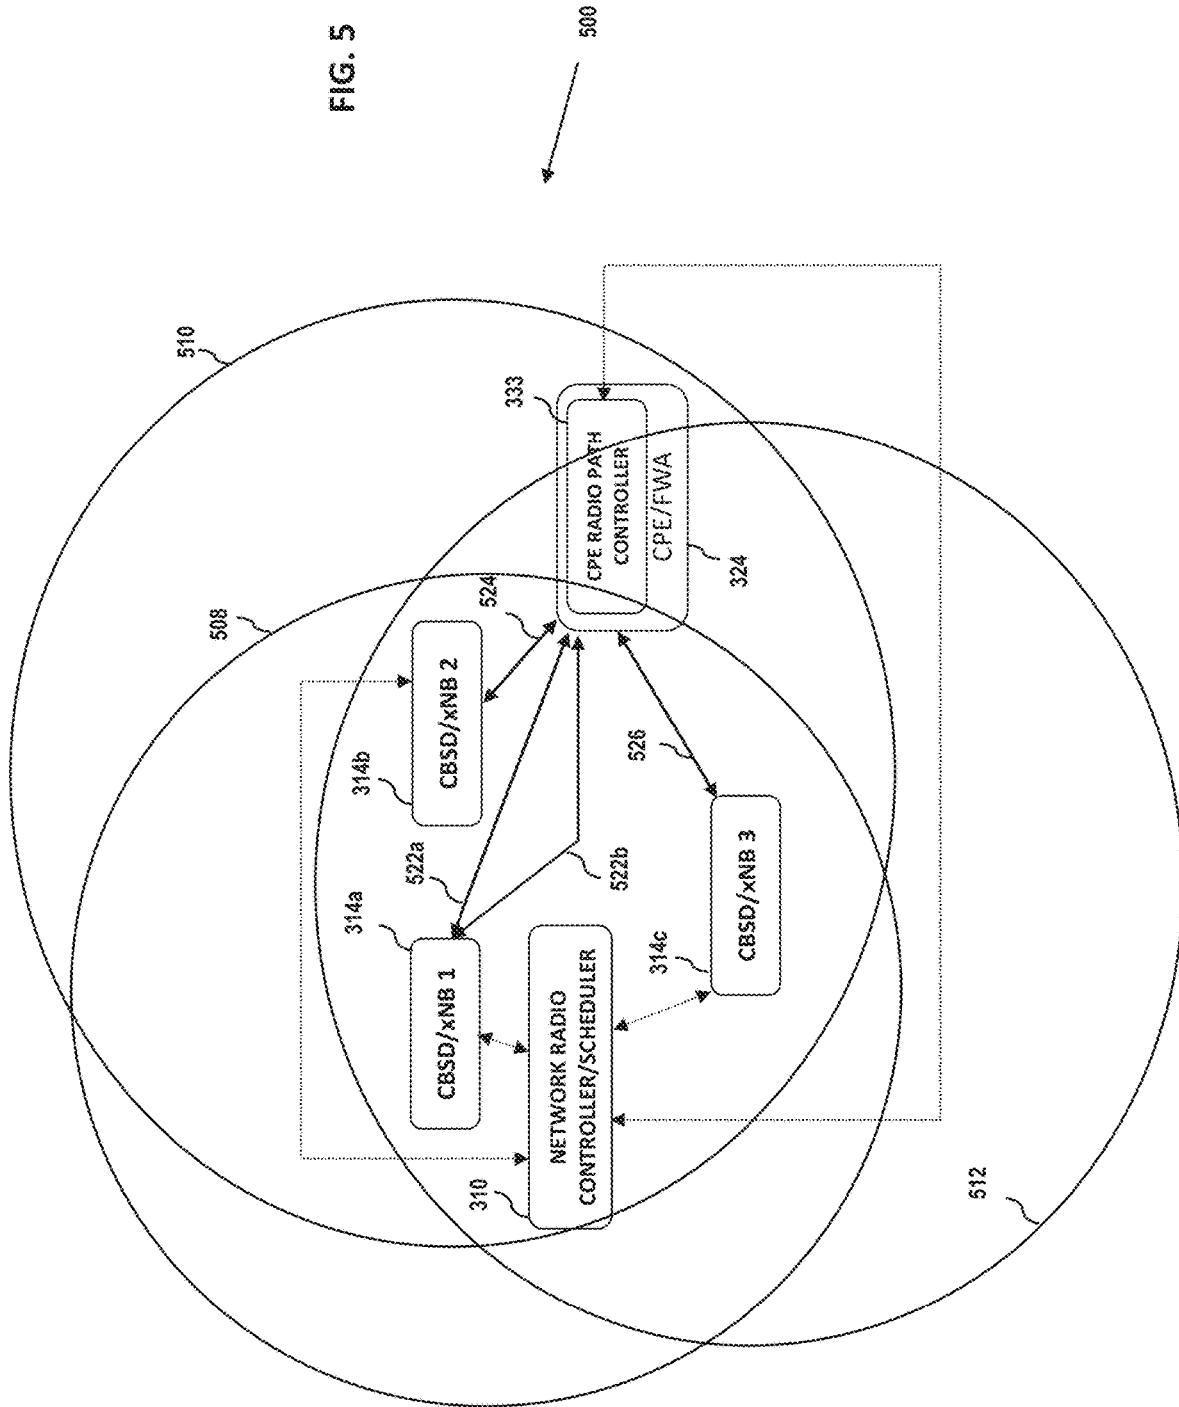 FIG. 5
500
510
508
333
CPE RADIO PATH
CONTROLLER
CPE/FWA
324
524
CBSD/xNB 2
314b
522a
522b
526
314a
CBSD/xNB 1
314c
CBSD/xNB 3
NETWORK RADIO
CONTROLLER/SCHEDULER
310
512